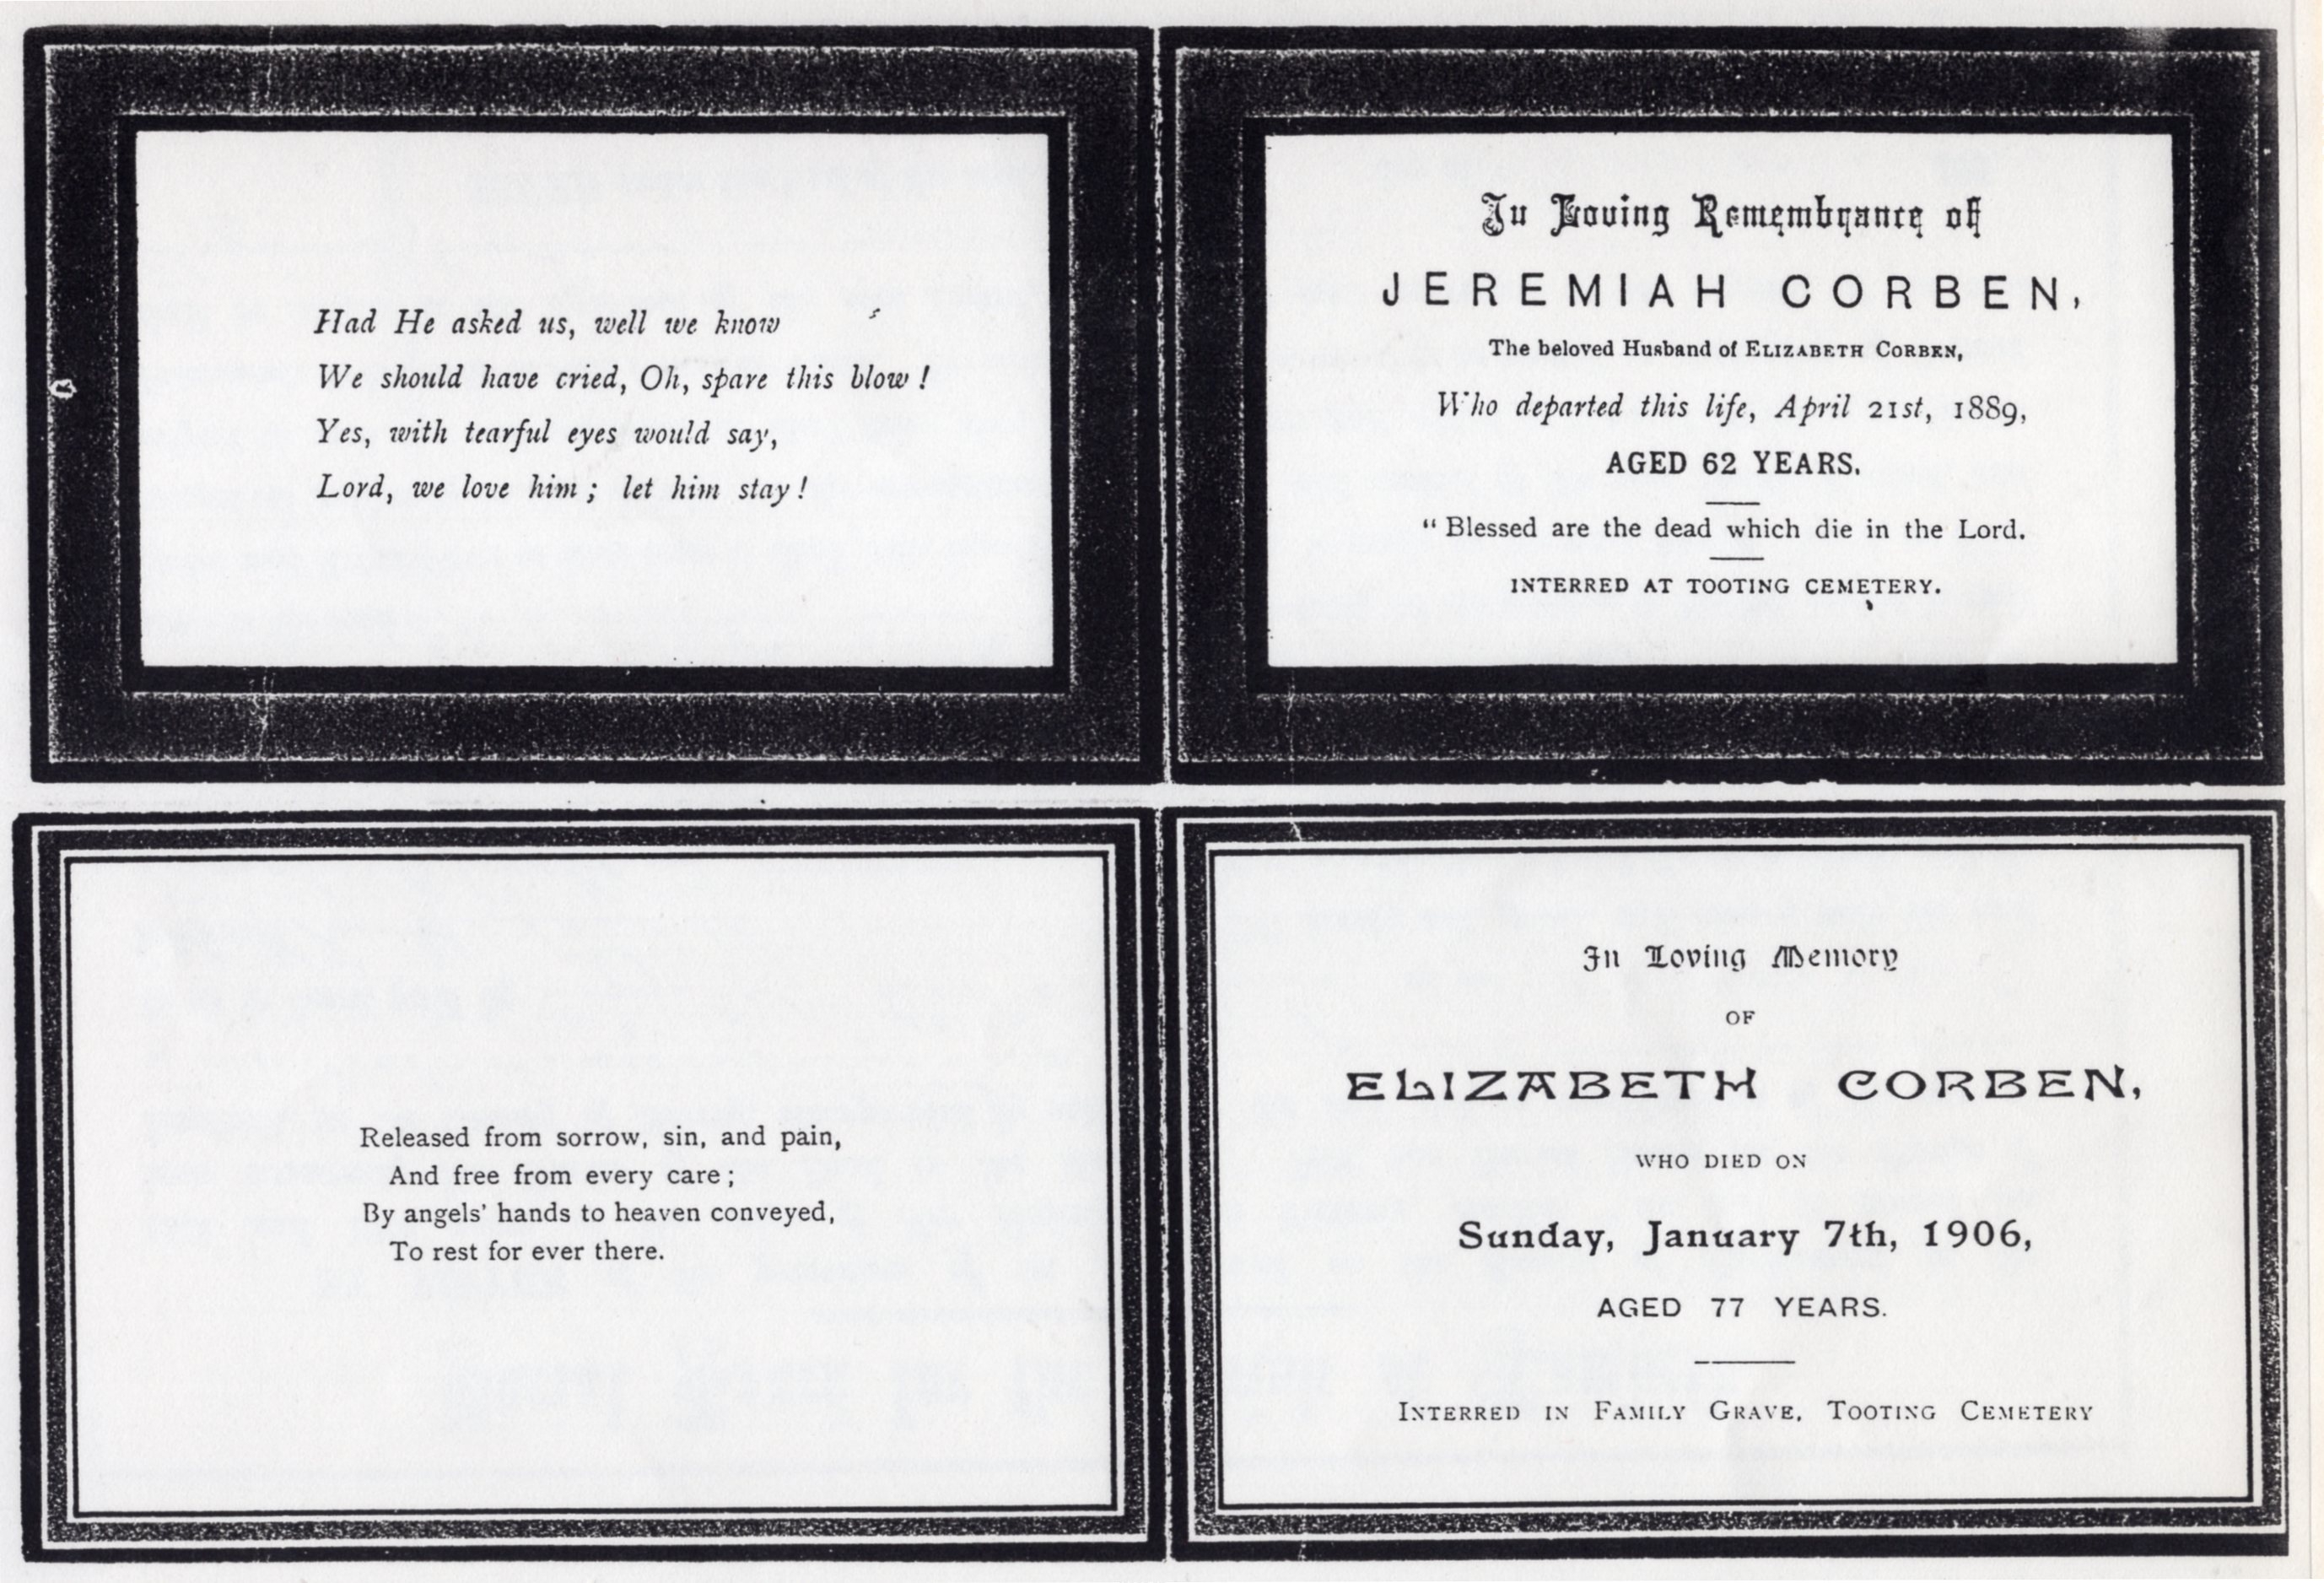 Had He asked us, well we know
We should have cried, Oh, spare this blow!
Yes, with tearful eyes would say,
Lord, we love him; let him stay!
In Loving Remembrance of
JEREMIAH CORBEN,
The beloved Husband of ELIZABETH CORBEN,
Who departed this life, April 21st, 1889,
AGED 62 YEARS.
"Blessed are the dead which die in the Lord.
INTERRED AT TOOTING CEMETERY.
Released from sorrow, sin, and pain,
And free from every care;
By angels' hands to heaven conveyed,
To rest for ever there.
In Loving Memory
OF
ELIZABETH CORBEN,
WHO DIED ON
Sunday, January 7th, 1906,
AGED 77 YEARS.
INTERRED IN FAMILY GRAVE, TOOTING CEMETERY